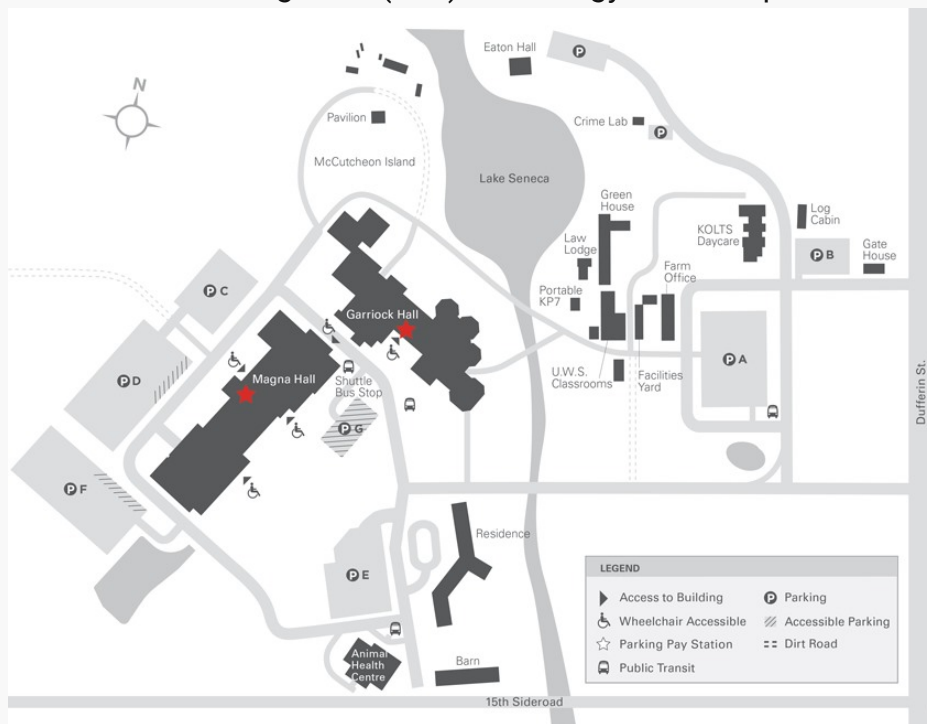 N
Eaton Hall
P
Pavilion
Crime Lab
P
McCutcheon Island
Lake Seneca
Green
House
KOLTS
Daycare
Log
Cabin
P B
Gate
House
Law
Lodge
Farm
Office
Portable
KP7
P C
Garriock Hall
P D
Magna Hall
Shuttle
Bus Stop
P G
U.W.S.
Classrooms
Facilities
Yard
P A
Dufferin St.
P F
Residence
P E
Animal
Health
Centre
Barn
15th Sideroad
LEGEND
Access to Building
Wheelchair Accessible
Parking Pay Station
Public Transit
P Parking
Accessible Parking
Dirt Road